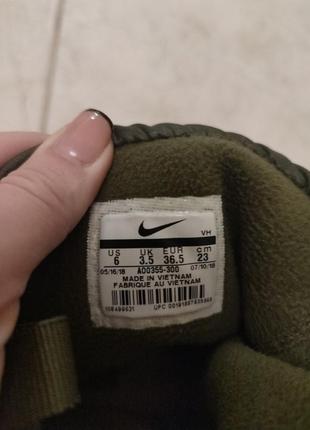 VH
US UK EUR cm
6 3.5 36.5 23
05/16/18 AO0355-300 07/10/18
MADE IN VIETNAM
FABRIQUE AU VIETNAM